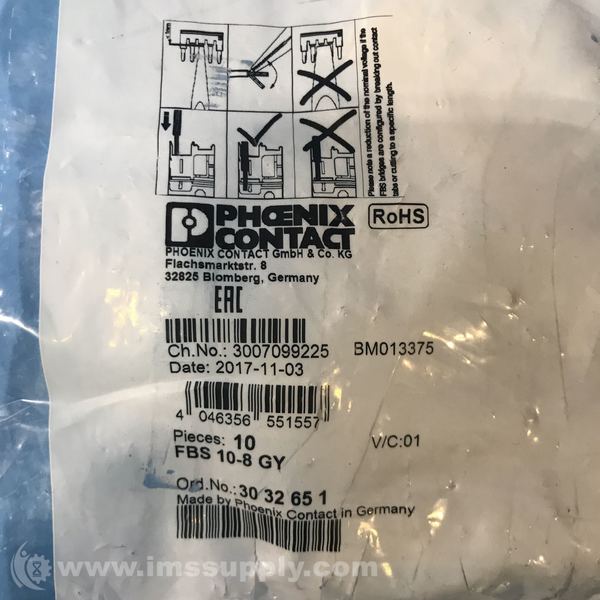 Please note a reduction of the nominal voltage if the
FBS bridges are configured by breaking out contact
tabs or cutting to a specific length.
PHŒNIX
CONTACT
RoHS
PHOENIX CONTACT GmbH & Co. KG
Flachsmarktstr. 8
32825 Blomberg, Germany
EAC
Ch.No.: 3007099225 BM013375
Date: 2017-11-03
4 046356 551557
Pieces: 10 V/C:01
FBS 10-8 GY
Ord.No.: 30 32 65 1
Made by Phoenix Contact in Germany
www.imssupply.com